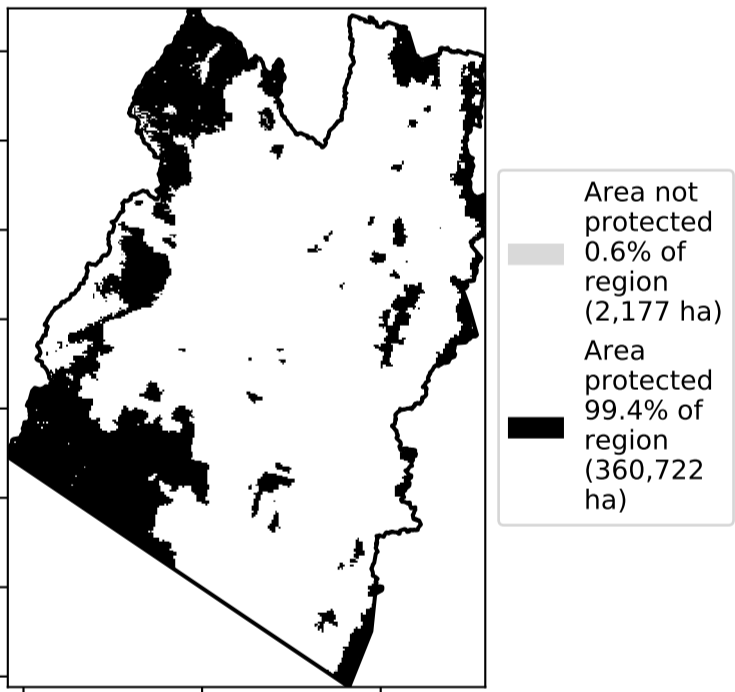 Area not
protected
0.6% of
region
(2,177 ha)
Area
protected
99.4% of
region
(360,722
ha)